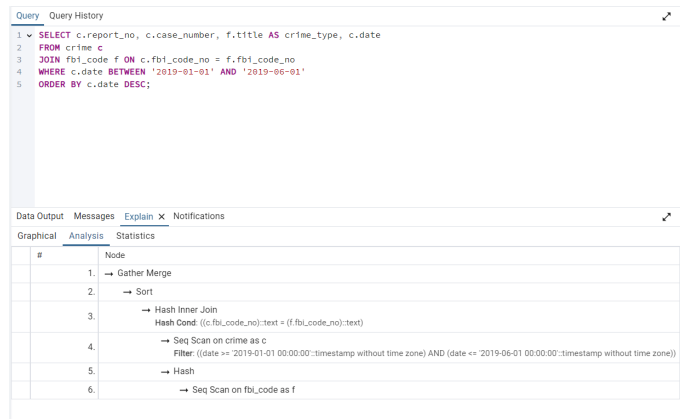 Query Query History
1 SELECT c.report_no, c.case_number, f.title AS crime_type, c.date
2 FROM crime c
3 JOIN fbi_code f ON c.fbi_code_no = f.fbi_code_no
4 WHERE c.date BETWEEN '2019-01-01' AND '2019-06-01'
5 ORDER BY c.date DESC;
Data Output Messages Explain X Notifications
Graphical Analysis Statistics
# Node
1. → Gather Merge
2. → Sort
3. → Hash Inner Join
Hash Cond: ((c.fbi_code_no)::text = (f.fbi_code_no)::text)
4. → Seq Scan on crime as c
Filter: ((date >= '2019-01-01 00:00:00'::timestamp without time zone) AND (date <= '2019-06-01 00:00:00'::timestamp without time zone))
5. → Hash
6. → Seq Scan on fbi_code as f